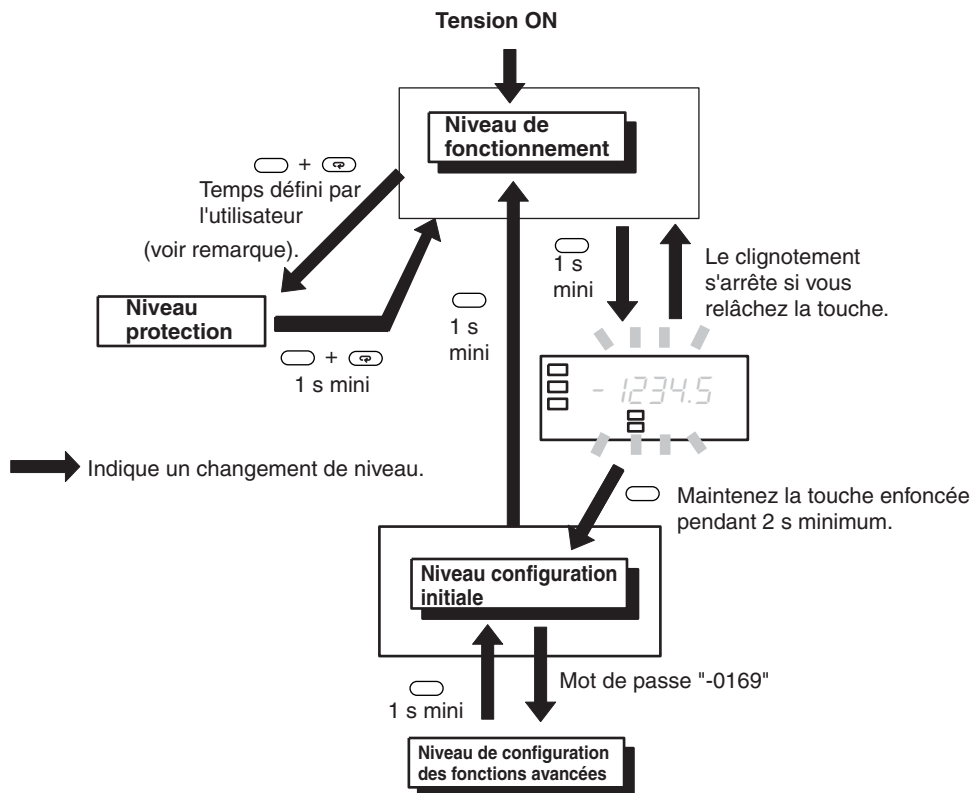 Tension ON
Niveau de
fonctionnement
+
Temps défini par
l'utilisateur
(voir remarque).
Niveau
protection
+
1 s mini
1 s
mini
1 s
mini
Le clignotement
s'arrête si vous
relâchez la touche.
- 1234.5
Indique un changement de niveau.
Maintenez la touche enfoncée
pendant 2 s minimum.
Niveau configuration
initiale
Mot de passe "-0169"
1 s mini
Niveau de configuration
des fonctions avancées